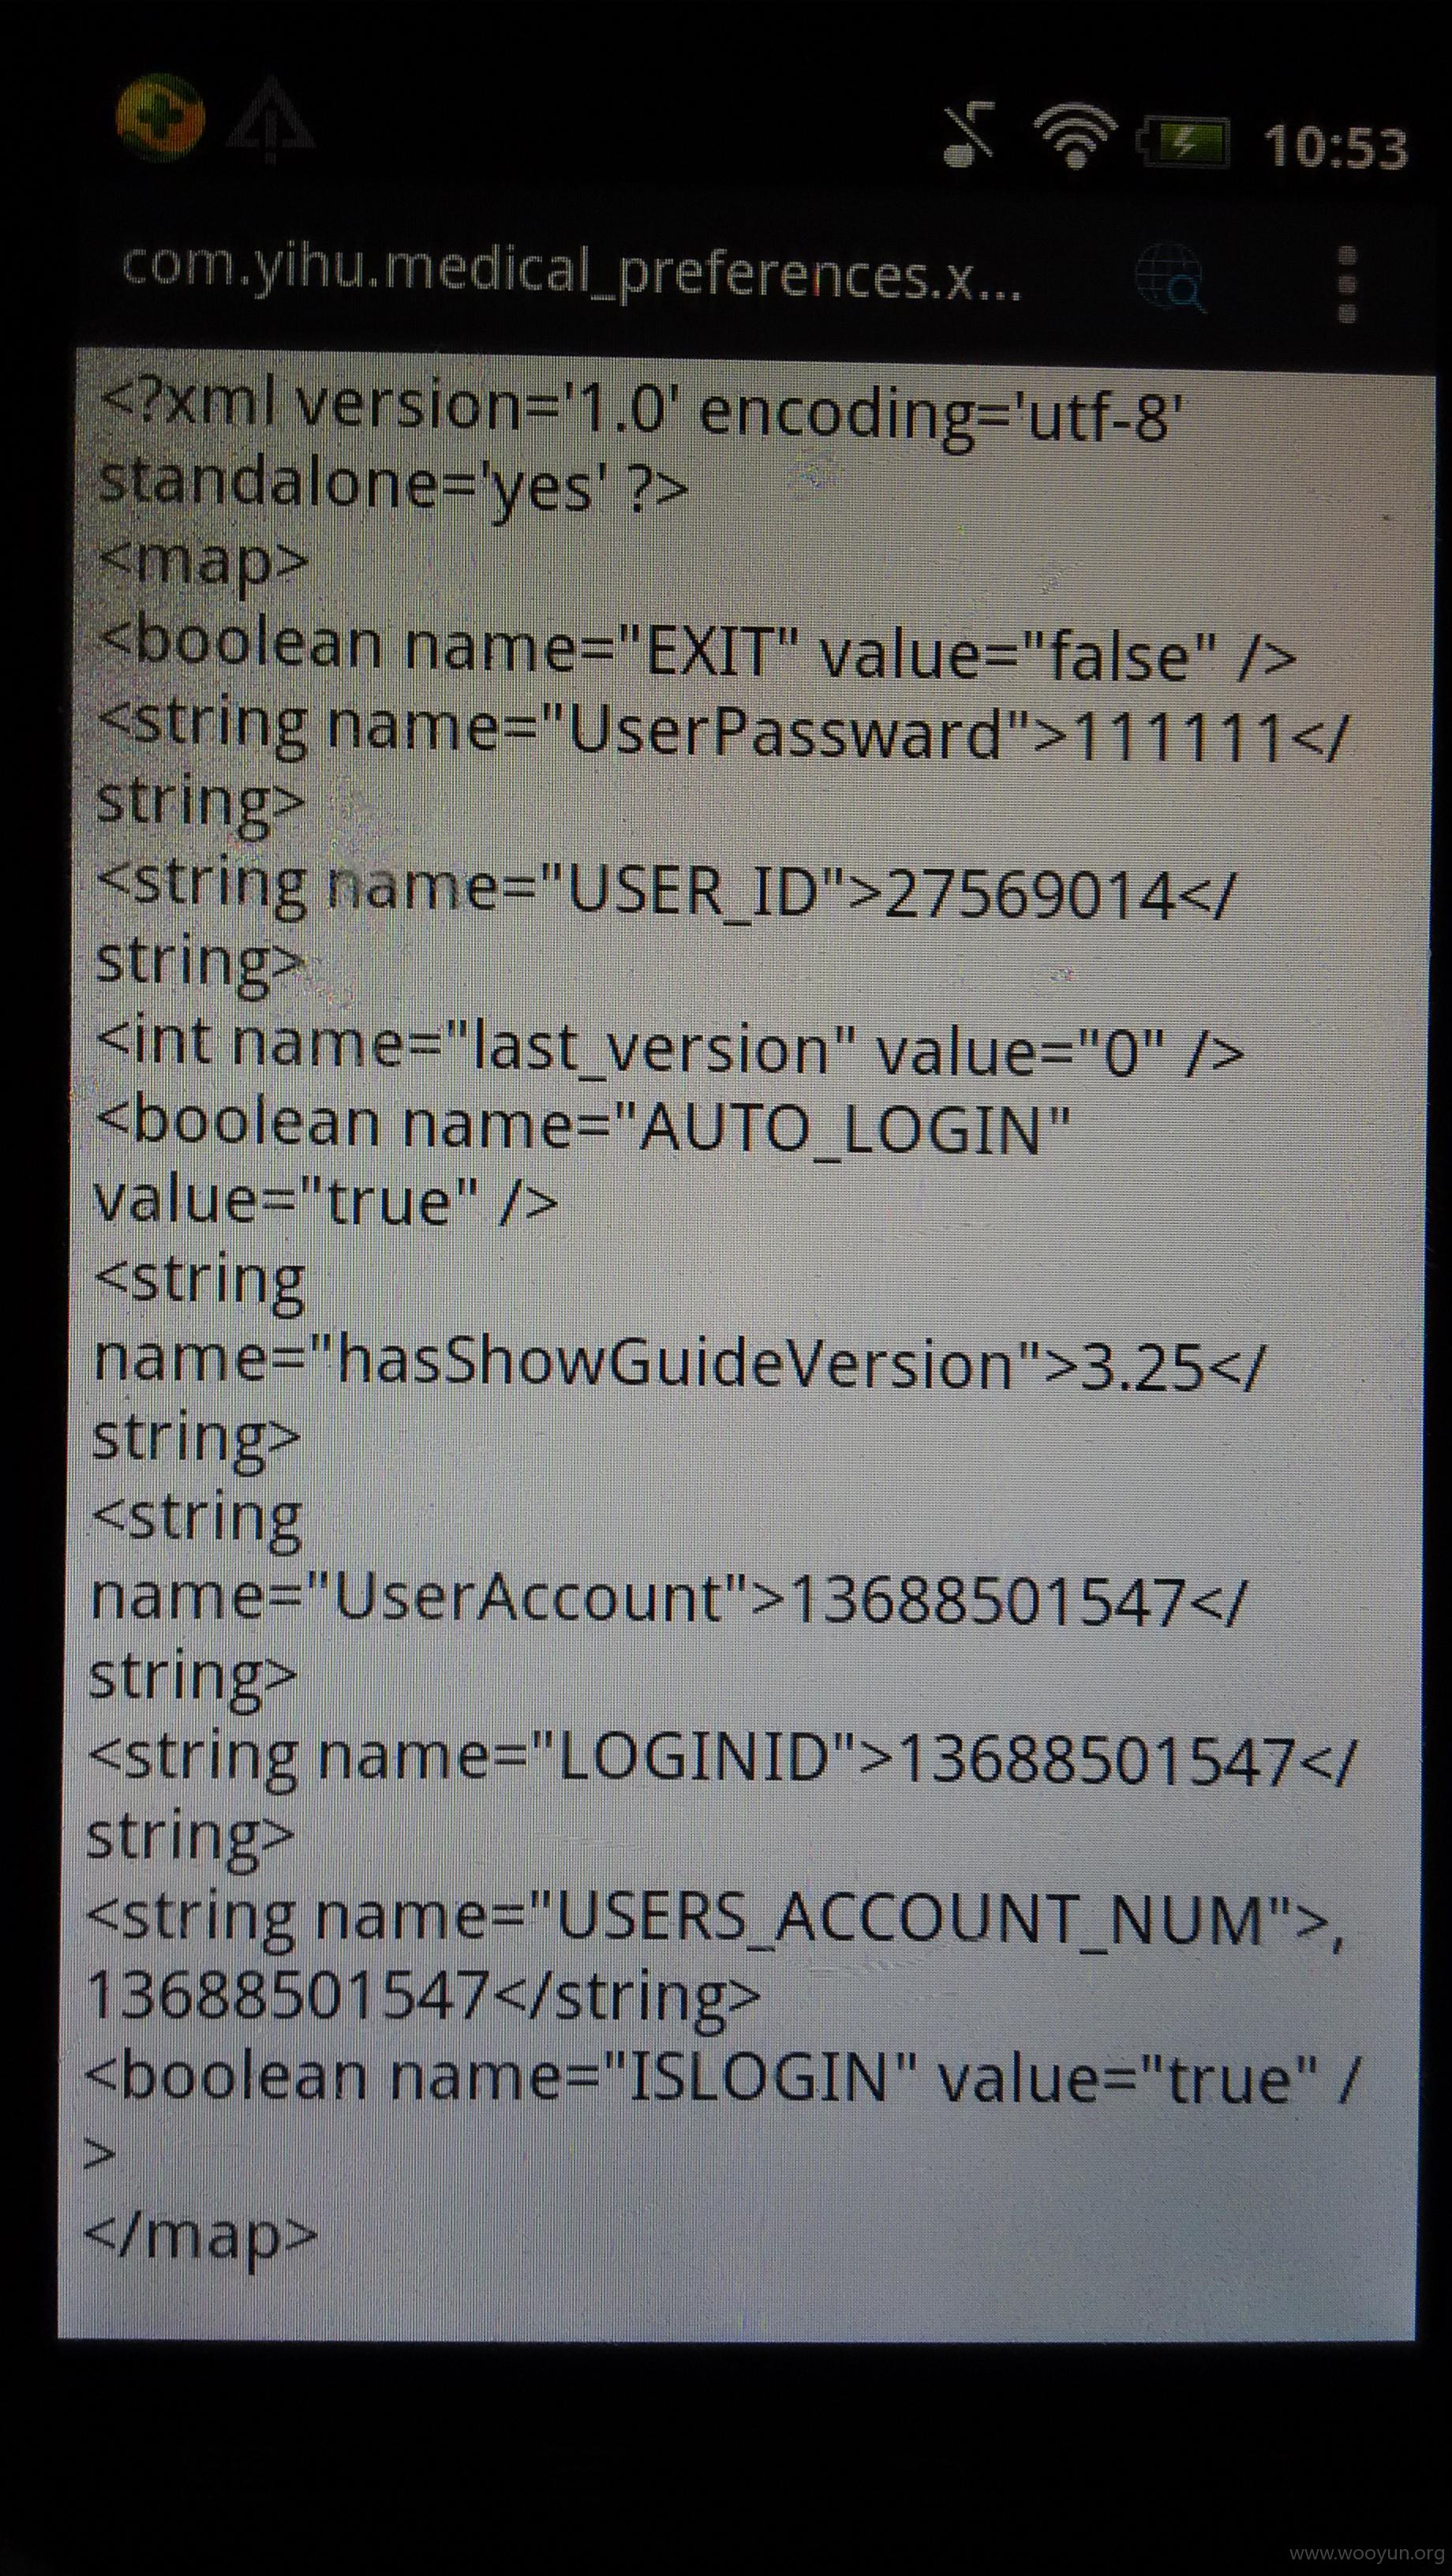 10:53
com.yihu.medical_preferences.x...
<?xml version='1.0' encoding='utf-8'
standalone='yes' ?>
<map>
<boolean name="EXIT" value="false" />
<string name="UserPassward">111111</
string>
<string name="USER_ID">27569014</
string>
<int name="last_version" value="0" />
<boolean name="AUTO_LOGIN"
value="true" />
<string
name="hasShowGuideVersion">3.25</
string>
<string
name="UserAccount">13688501547</
string>
<string name="LOGINID">13688501547</
string>
<string name="USERS_ACCOUNT_NUM">,
13688501547</string>
<boolean name="ISLOGIN" value="true" /
>
</map>
www.wooyun.org